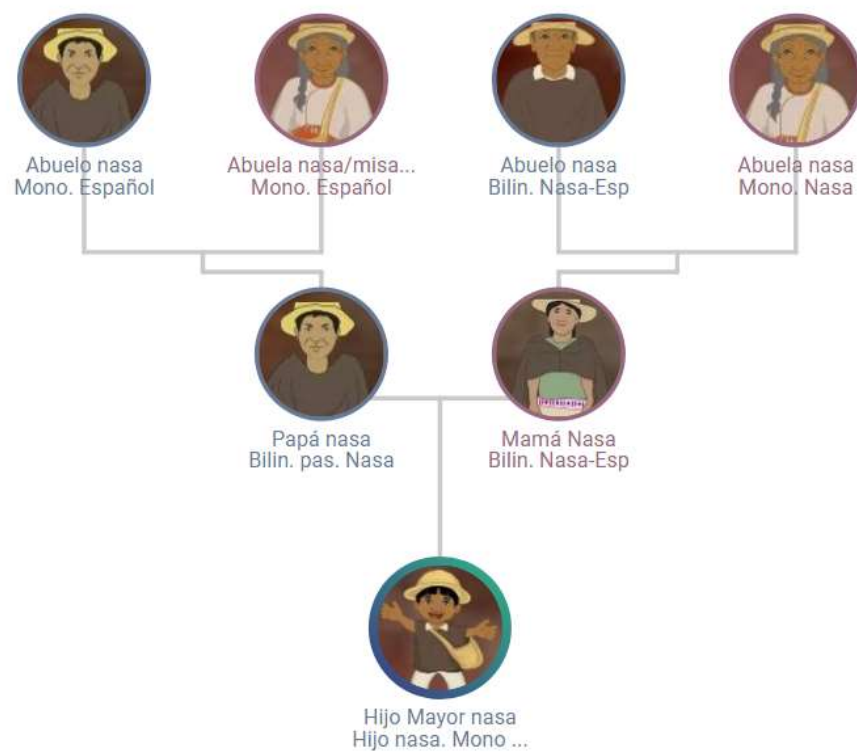 Abuelo nasa
Mono. Español
Abuela nasa/misa...
Mono. Español
Abuelo nasa
Bilin. Nasa-Esp
Abuela nasa
Mono. Nasa
Papá nasa
Bilin. pas. Nasa
Mamá Nasa
Bilin. Nasa-Esp
Hijo Mayor nasa
Hijo nasa. Mono ...